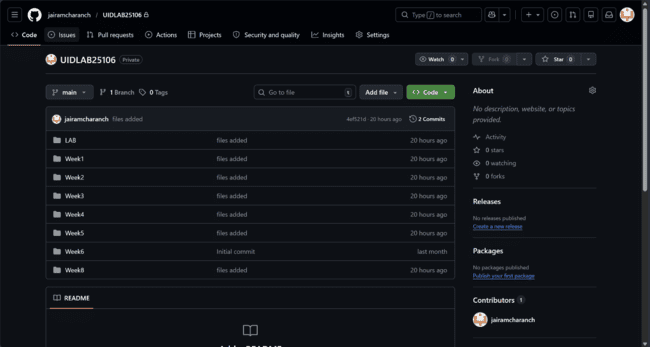 jairamcharanch / UIDLAB25106
Type / to search
Code Issues Pull requests Actions Projects Security and quality Insights Settings
UIDLAB25106 Private
Watch 0 Fork 0 Star 0
main 1 Branch 0 Tags
Go to file t
Add file Code
jairamcharanch files added 4ef521d · 20 hours ago 2 Commits
LAB files added 20 hours ago
Week1 files added 20 hours ago
Week2 files added 20 hours ago
Week3 files added 20 hours ago
Week4 files added 20 hours ago
Week5 files added 20 hours ago
Week6 Initial commit last month
Week8 files added 20 hours ago
README
About
No description, website, or topics
provided.
Activity
0 stars
0 watching
0 forks
Releases
No releases published
Create a new release
Packages
No packages published
Publish your first package
Contributors 1
jairamcharanch